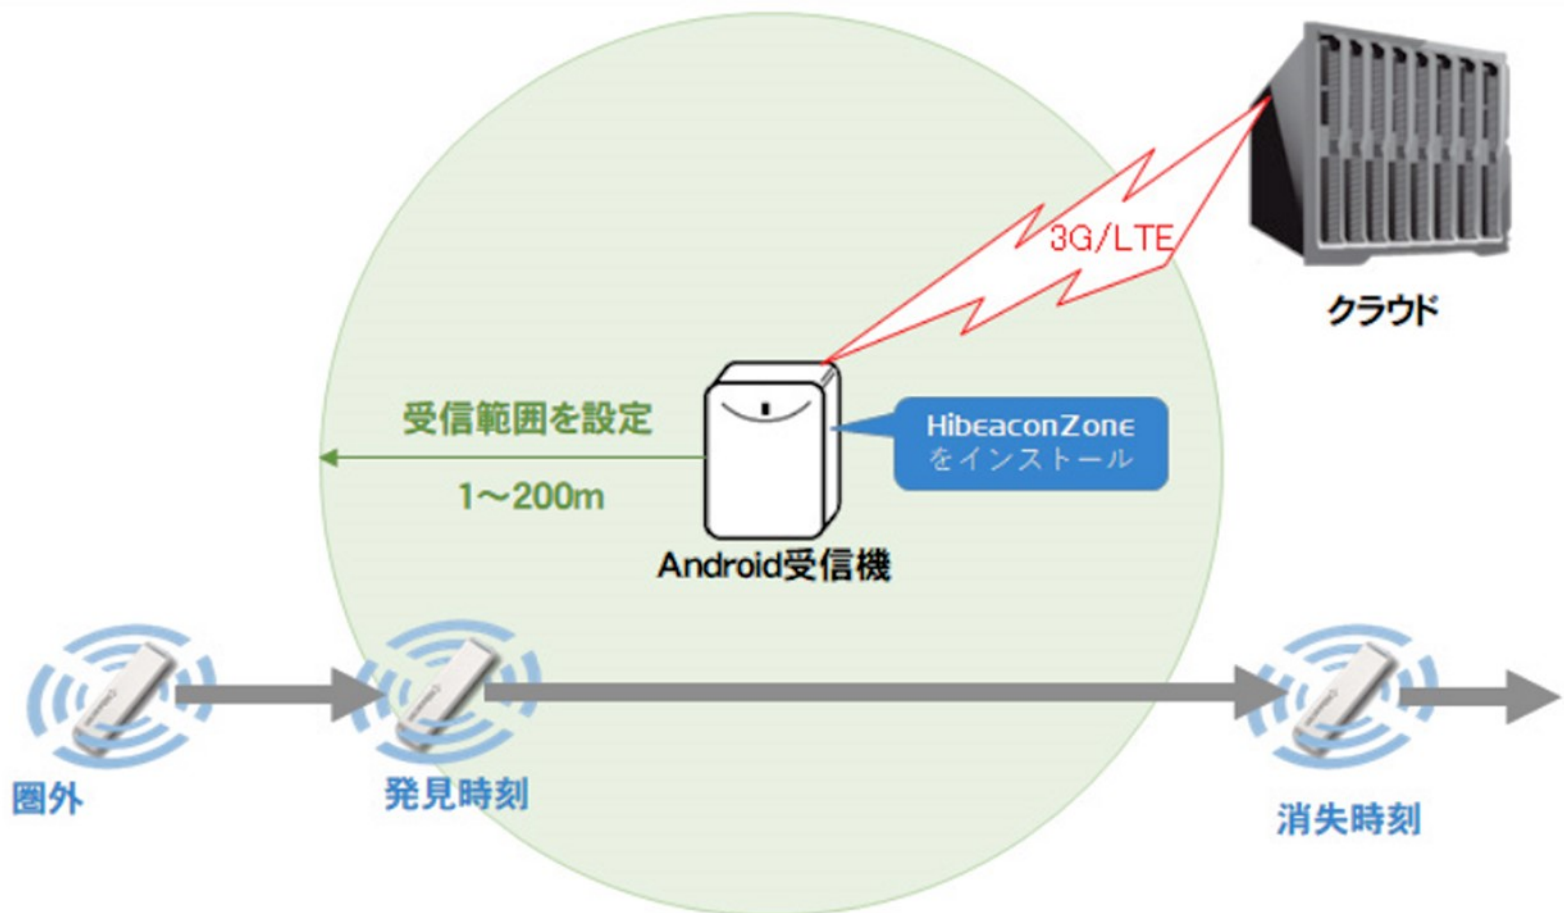 3G/LTE
クラウド
受信範囲を設定
1～200m
HibeaconZone
をインストール
Android受信機
圏外
発見時刻
消失時刻